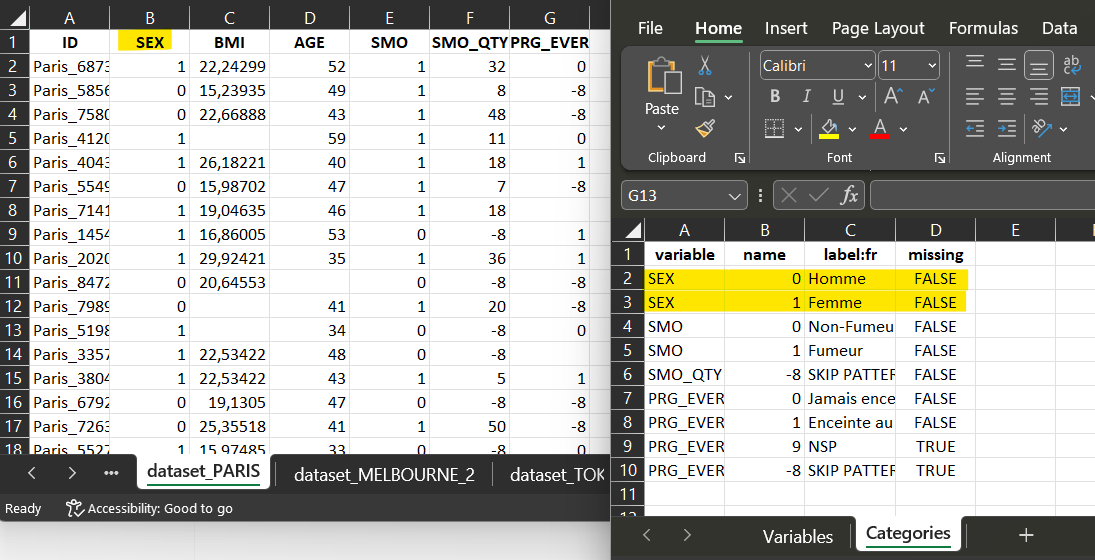 A B C D E F G
1 ID SEX BMI AGE SMO SMO_QTY PRG_EVER
2 Paris_6873 1 22,24299 52 1 32 0
3 Paris_5856 0 15,23935 49 1 8 -8
4 Paris_7580 0 22,66888 43 1 48 -8
5 Paris_4120 1 59 1 11 0
6 Paris_4043 1 26,18221 40 1 18 1
7 Paris_5549 0 15,98702 47 1 7 -8
8 Paris_7141 1 19,04635 46 1 18
9 Paris_1454 1 16,86005 53 0 -8 1
10 Paris_2020 1 29,92421 35 1 36 1
11 Paris_8472 0 20,64553 0 -8 -8
12 Paris_7989 0 41 1 20 -8
13 Paris_5198 1 34 0 -8 0
14 Paris_3357 1 22,53422 48 0 -8
15 Paris_3804 1 22,53422 43 1 5 1
16 Paris_6792 0 19,1305 47 0 -8 -8
17 Paris_7263 0 25,35518 41 1 50 -8
18 Paris_5527 1 15,97485 33 0 -8 0
dataset_PARIS dataset_MELBOURNE_2 dataset_TOK
Ready Accessibility: Good to go
File Home Insert Page Layout Formulas Data
Calibri 11 ab
Paste B I U A A A
Clipboard Font Alignment
G13 fx
A B C D E
1 variable name label:fr missing
2 SEX 0 Homme FALSE
3 SEX 1 Femme FALSE
4 SMO 0 Non-Fumeu FALSE
5 SMO 1 Fumeur FALSE
6 SMO_QTY -8 SKIP PATTER FALSE
7 PRG_EVER 0 Jamais ence FALSE
8 PRG_EVER 1 Enceinte au FALSE
9 PRG_EVER 9 NSP TRUE
10 PRG_EVER -8 SKIP PATTER TRUE
11
Variables Categories